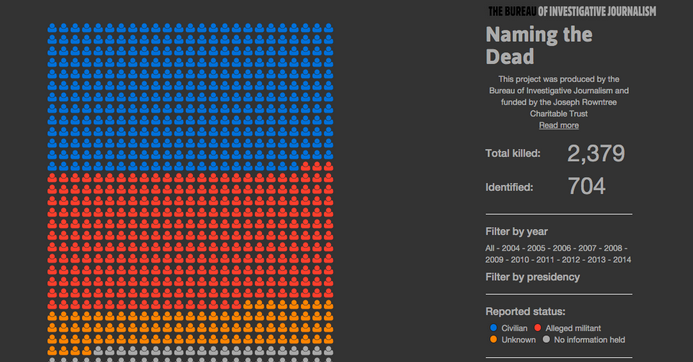 THE BUREAU OF INVESTIGATIVE JOURNALISM
Naming the
Dead
This project was produced by the
Bureau of Investigative Journalism and
funded by the Joseph Rowntree
Charitable Trust
Read more
Total killed: 2,379
Identified: 704
Filter by year
All - 2004 - 2005 - 2006 - 2007 - 2008 -
2009 - 2010 - 2011 - 2012 - 2013 - 2014
Filter by presidency
Reported status:
Civilian Alleged militant
Unknown No information held